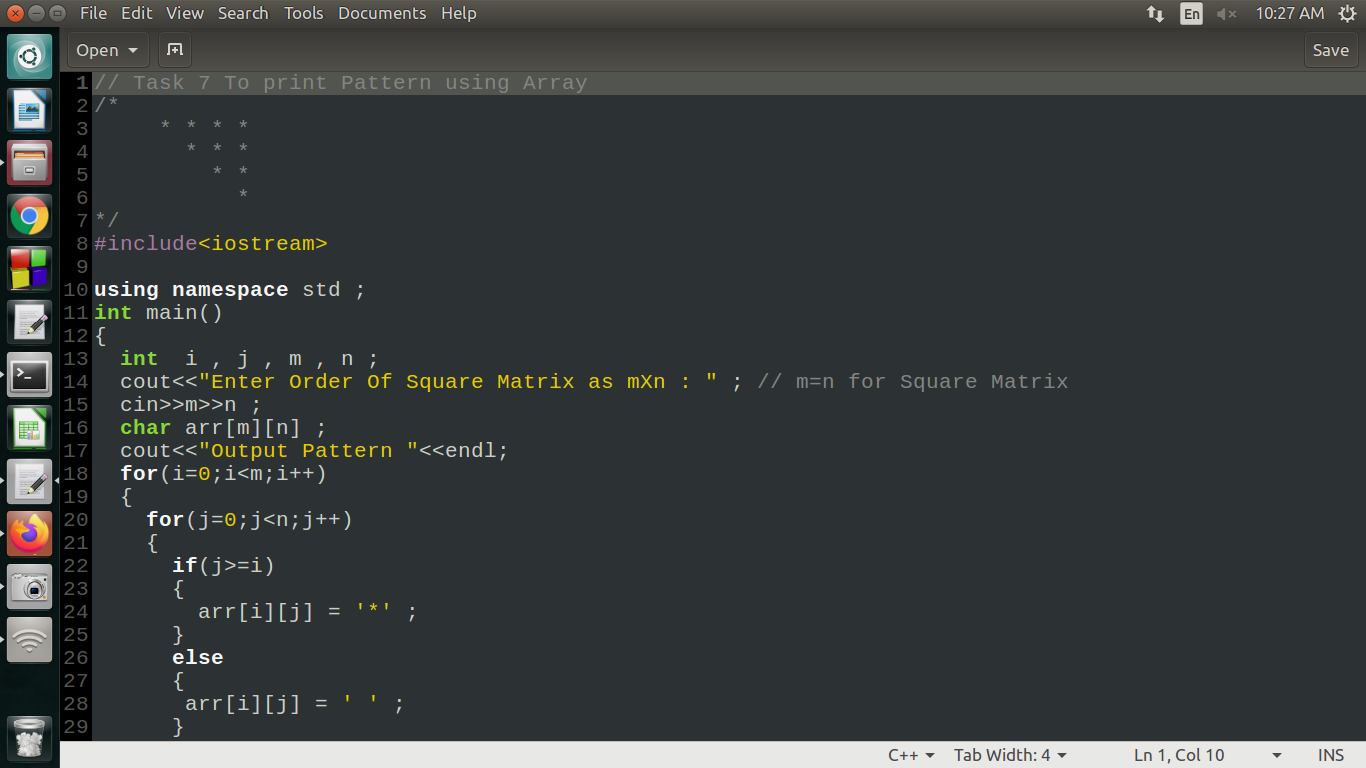 File Edit View Search Tools Documents Help En 10:27 AM
Open Save
1 // Task 7 To print Pattern using Array
2 /*
3      * * * *
4        * * *
5          * *
6            *
7 */
8 #include<iostream>
9
10 using namespace std ;
11 int main()
12 {
13   int  i , j , m , n ;
14   cout<<"Enter Order Of Square Matrix as mXn : " ; // m=n for Square Matrix
15   cin>>m>>n ;
16   char arr[m][n] ;
17   cout<<"Output Pattern "<<endl;
18   for(i=0;i<m;i++)
19   {
20     for(j=0;j<n;j++)
21     {
22       if(j>=i)
23       {
24         arr[i][j] = '*' ;
25       }
26       else
27       {
28        arr[i][j] = ' ' ;
29       }
C++ Tab Width: 4 Ln 1, Col 10 INS